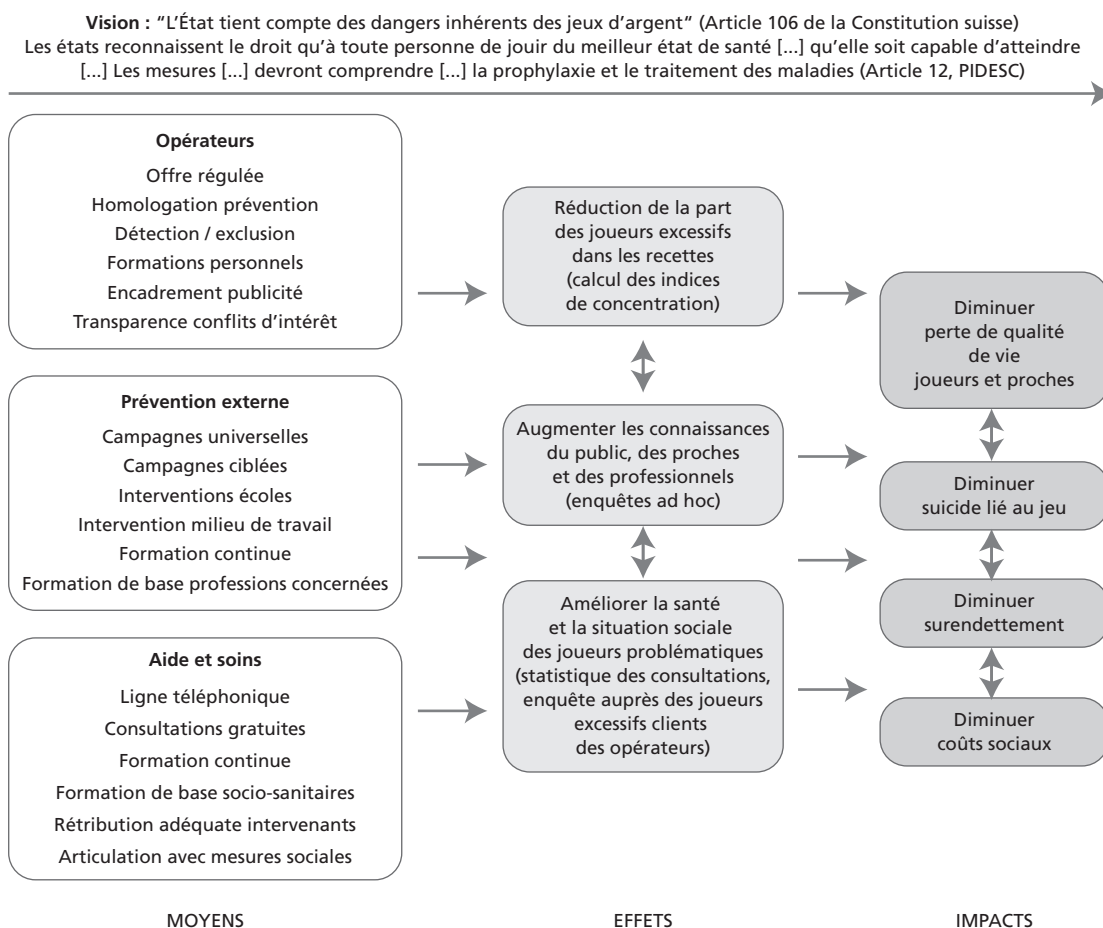 Vision : “L’État tient compte des dangers inhérents des jeux d’argent“ (Article 106 de la Constitution suisse)
Les états reconnaissent le droit qu’à toute personne de jouir du meilleur état de santé [...] qu’elle soit capable d’atteindre
[...] Les mesures [...] devront comprendre [...] la prophylaxie et le traitement des maladies (Article 12, PIDESC)
Opérateurs
Offre régulée
Homologation prévention
Détection / exclusion
Formations personnels
Encadrement publicité
Transparence conflits d’intérêt
Prévention externe
Campagnes universelles
Campagnes ciblées
Interventions écoles
Intervention milieu de travail
Formation continue
Formation de base professions concernées
Aide et soins
Ligne téléphonique
Consultations gratuites
Formation continue
Formation de base socio-sanitaires
Rétribution adéquate intervenants
Articulation avec mesures sociales
MOYENS
Réduction de la part
des joueurs excessifs
dans les recettes
(calcul des indices
de concentration)
Augmenter les connaissances
du public, des proches
et des professionnels
(enquêtes ad hoc)
Améliorer la santé
et la situation sociale
des joueurs problématiques
(statistique des consultations,
enquête auprès des joueurs
excessifs clients
des opérateurs)
EFFETS
Diminuer
perte de qualité
de vie
joueurs et proches
Diminuer
suicide lié au jeu
Diminuer
surendettement
Diminuer
coûts sociaux
IMPACTS